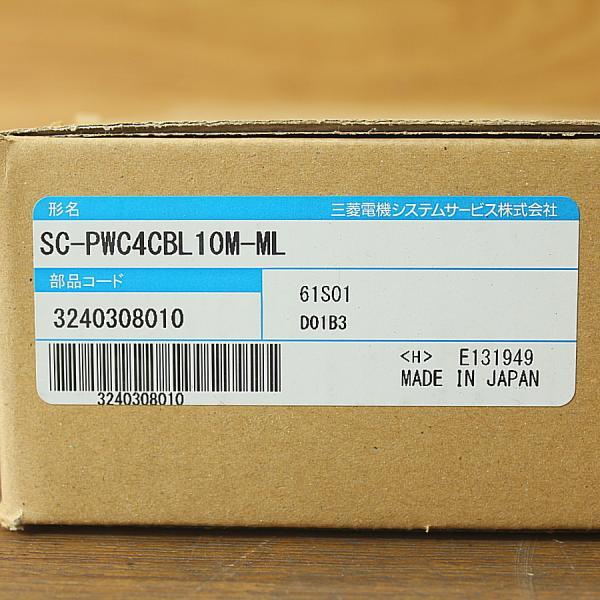 形名 三菱電機システムサービス株式会社
SC-PWC4CBL10M-ML
部品コード
61S01
3240308010
D01B3
<H> E131949
MADE IN JAPAN
3240308010